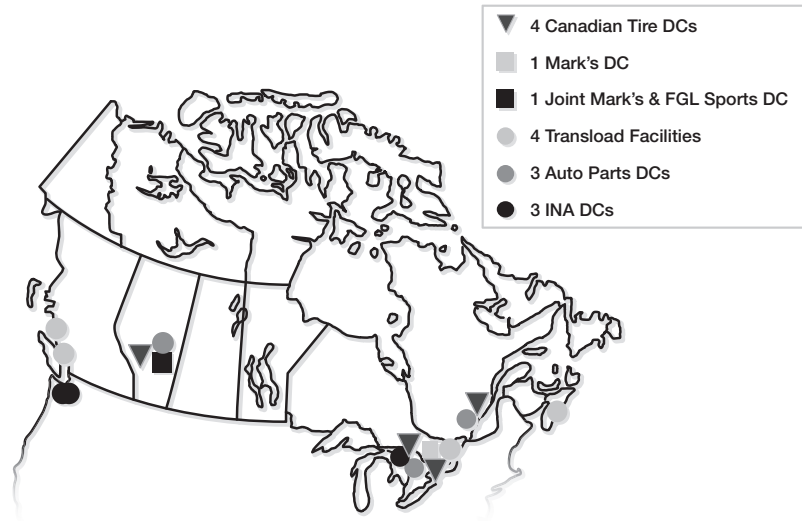 4 Canadian Tire DCs
1 Mark's DC
1 Joint Mark's & FGL Sports DC
4 Transload Facilities
3 Auto Parts DCs
3 INA DCs